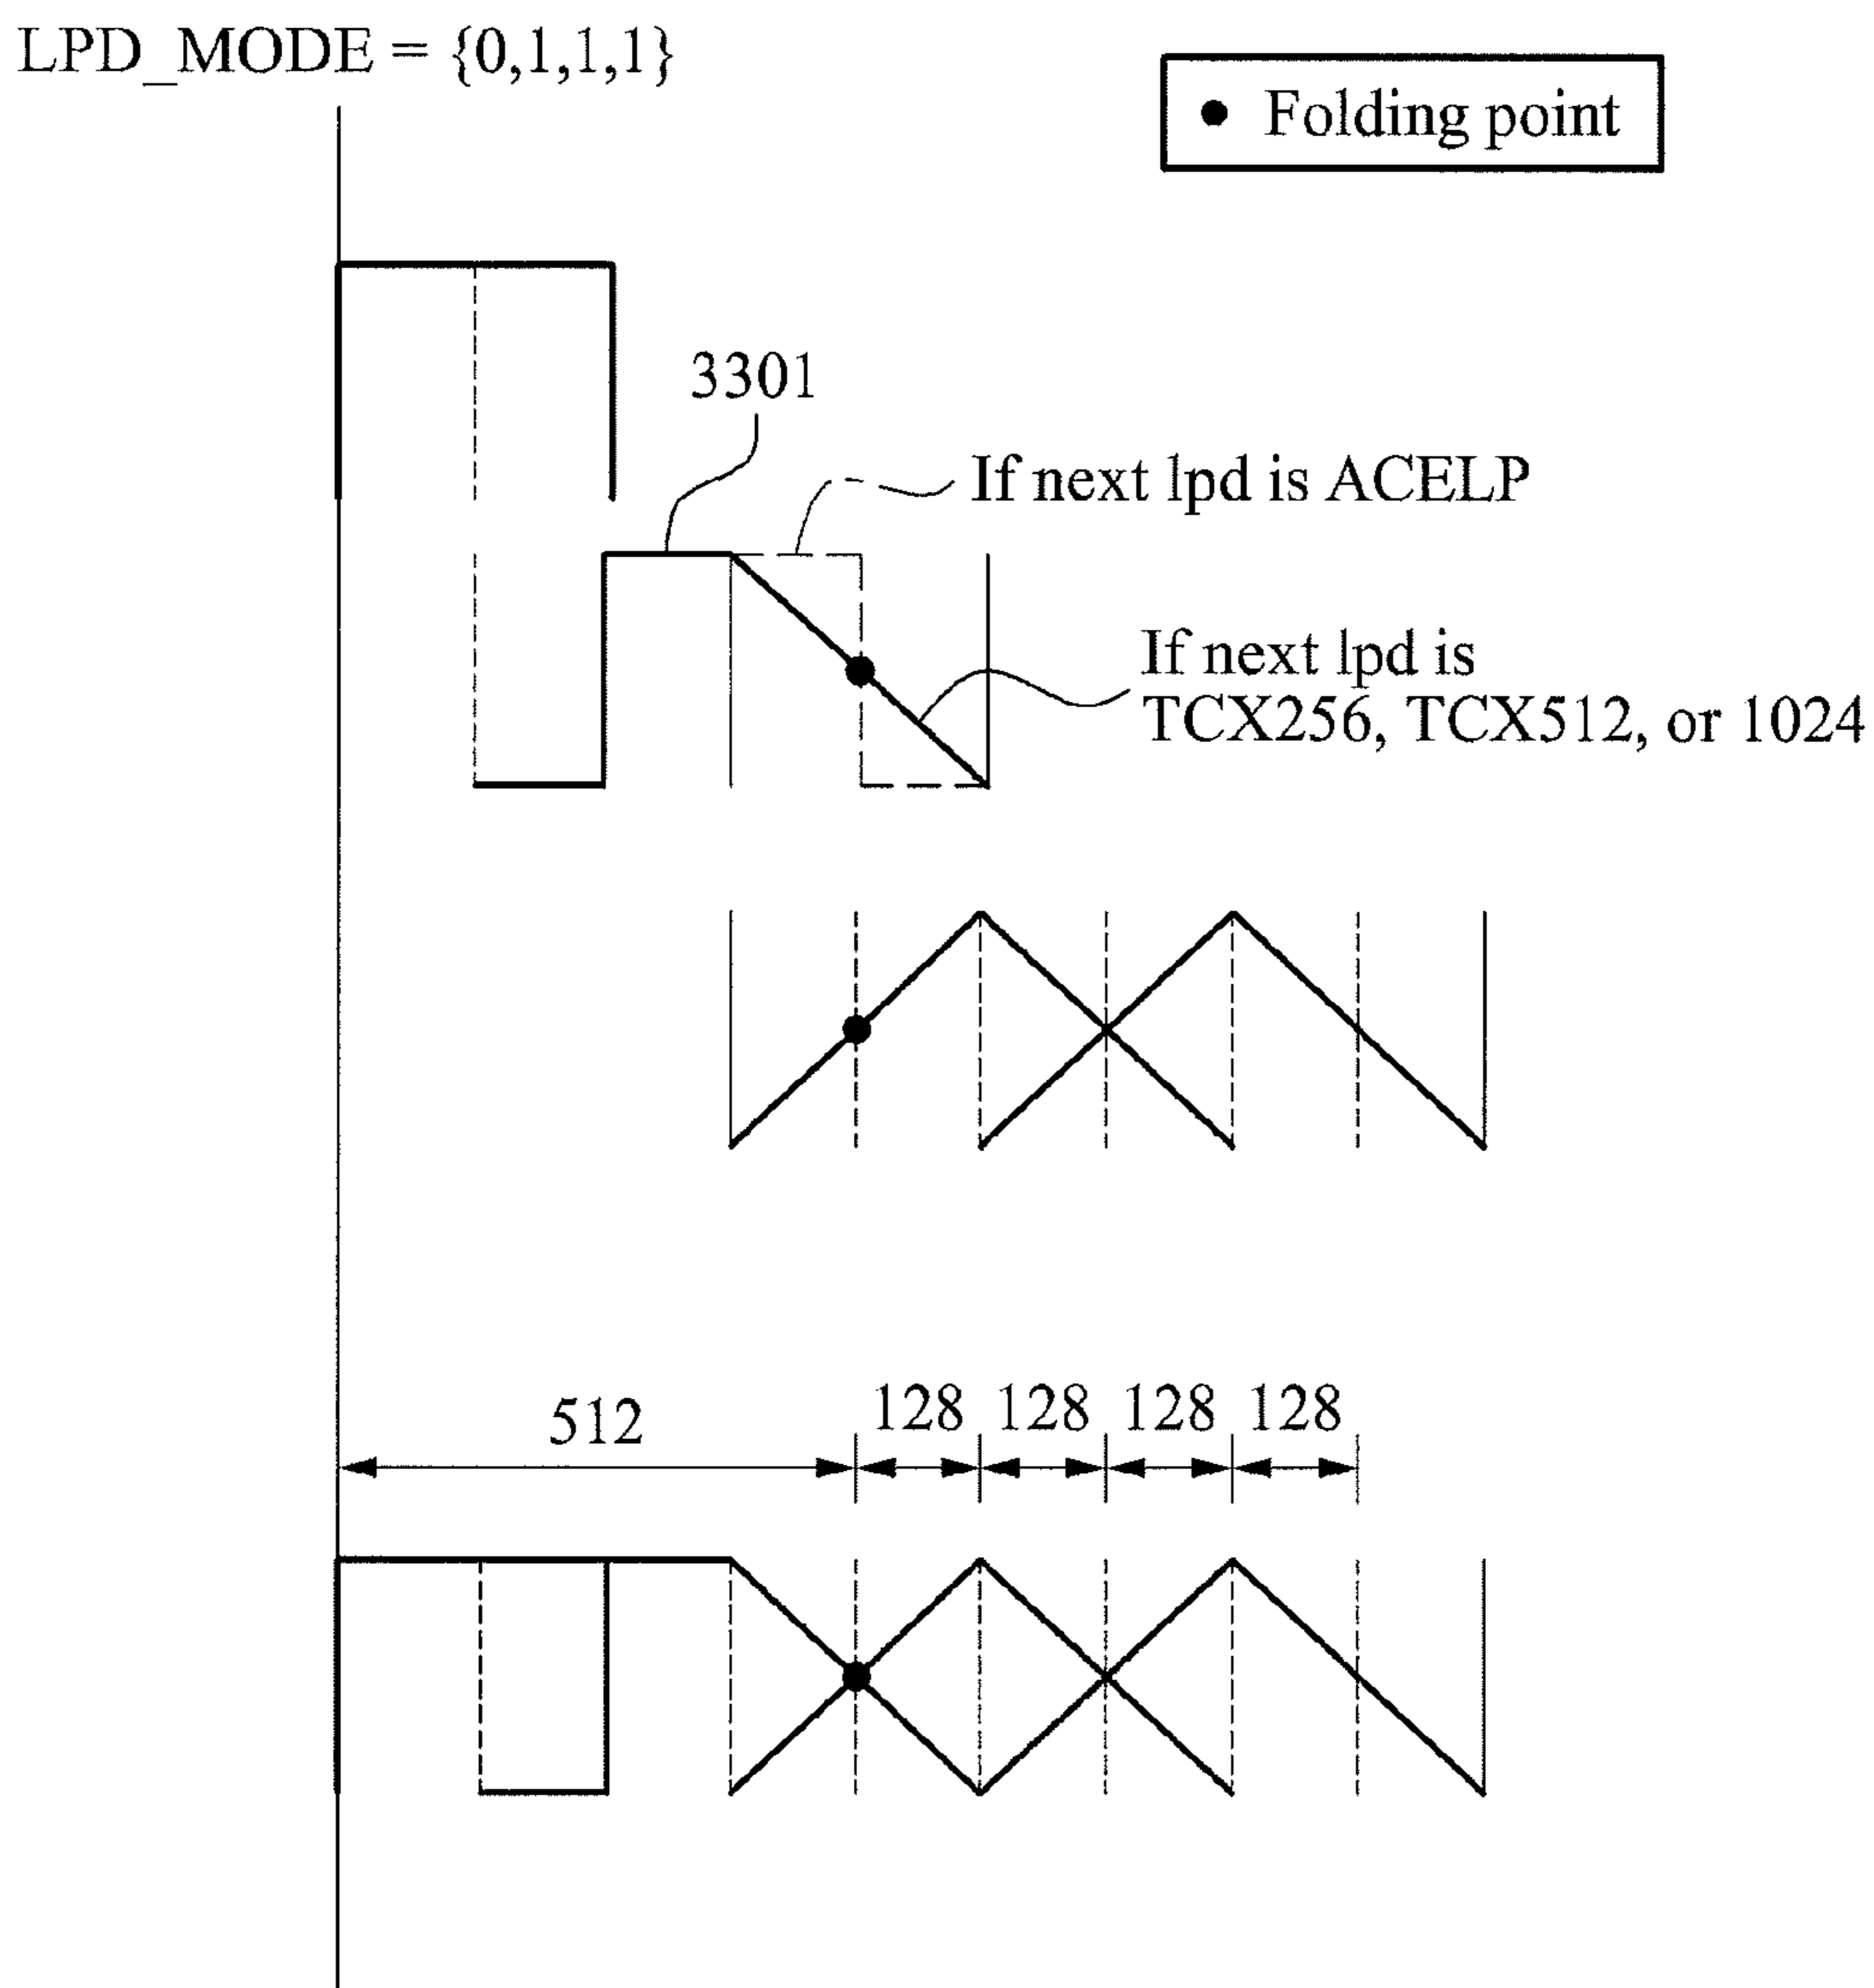 LPD_MODE = {0,1,1,1}
Folding point
3301
If next lpd is ACELP
If next lpd is
TCX256, TCX512, or 1024
512
128
128
128
128